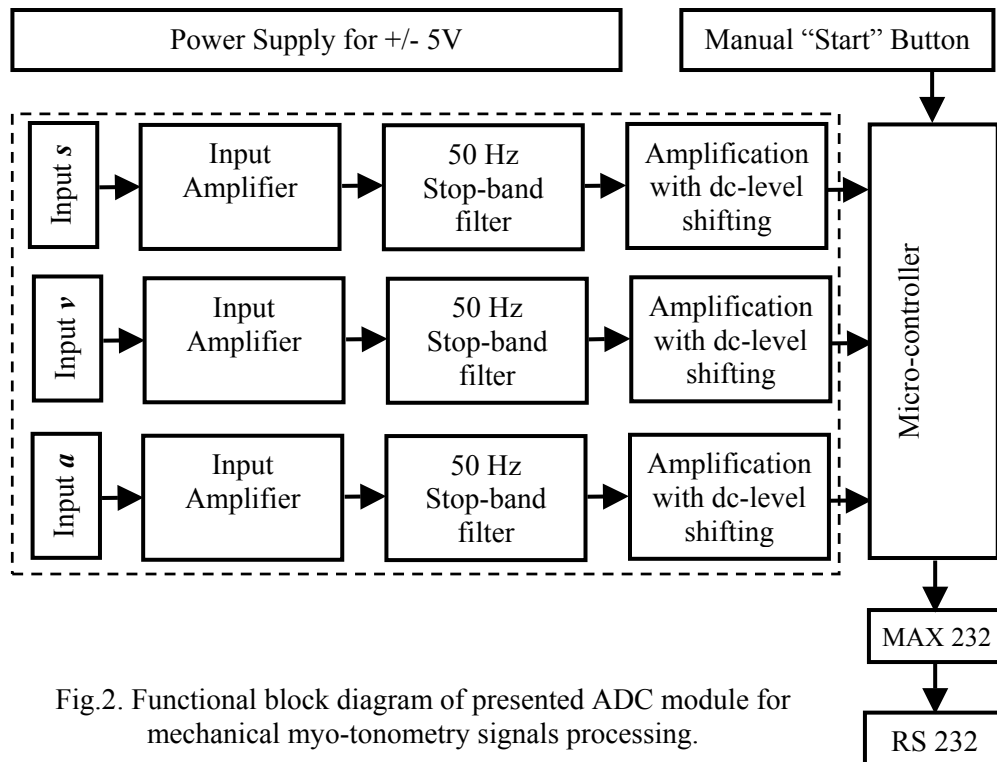 Power Supply for +/- 5V
Manual “Start” Button
Input s
Input
Amplifier
50 Hz
Stop-band
filter
Amplification
with dc-level
shifting
Input v
Input
Amplifier
50 Hz
Stop-band
filter
Amplification
with dc-level
shifting
Input a
Input
Amplifier
50 Hz
Stop-band
filter
Amplification
with dc-level
shifting
Micro-controller
MAX 232
RS 232
Fig.2. Functional block diagram of presented ADC module for
mechanical myo-tonometry signals processing.